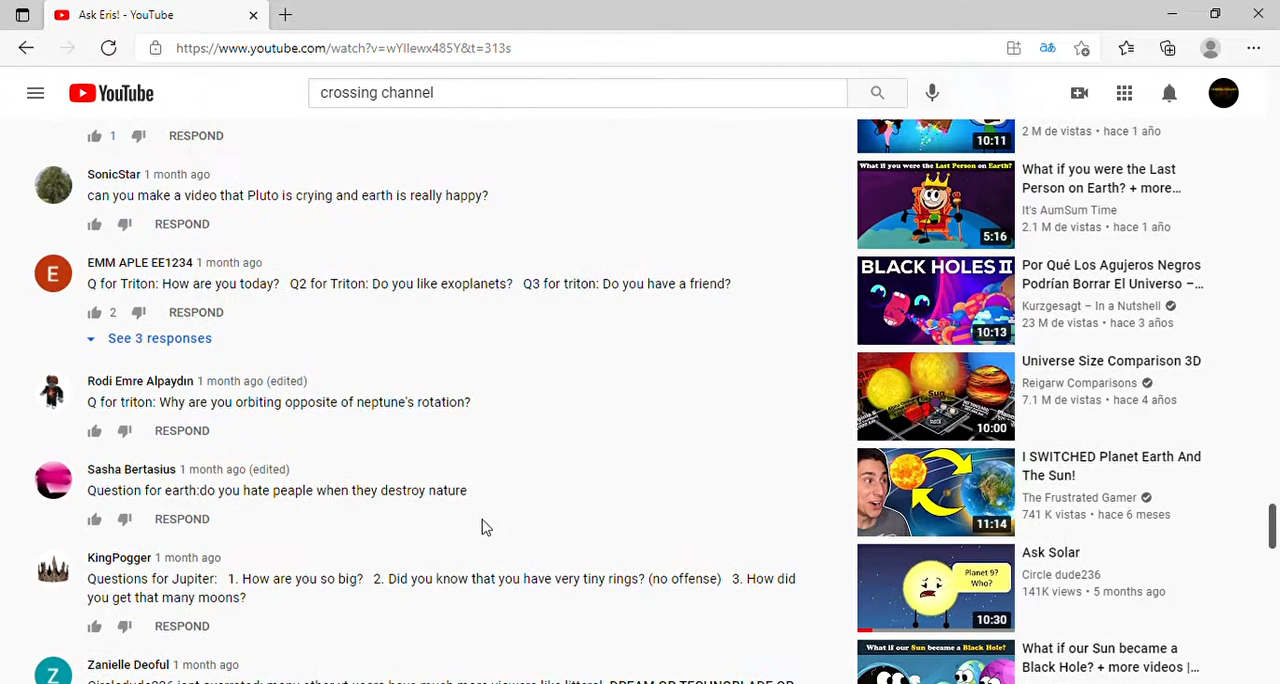 Ask Eris! - YouTube
https://www.youtube.com/watch?v=wYllewx485Y&t=313s
YouTube
crossing channel
1 RESPOND
SonicStar 1 month ago
can you make a video that Pluto is crying and earth is really happy?
RESPOND
EMM APLE EE1234 1 month ago
Q for Triton: How are you today? Q2 for Triton: Do you like exoplanets? Q3 for triton: Do you have a friend?
2 RESPOND
See 3 responses
Rodi Emre Alpaydın 1 month ago (edited)
Q for triton: Why are you orbiting opposite of neptune's rotation?
RESPOND
Sasha Bertasius 1 month ago (edited)
Question for earth:do you hate peaple when they destroy nature
RESPOND
KingPogger 1 month ago
Questions for Jupiter: 1. How are you so big? 2. Did you know that you have very tiny rings? (no offense) 3. How did
you get that many moons?
RESPOND
Zanielle Deoful 1 month ago
10:11
2 M de vistas • hace 1 año
What if you were the Last Person on Earth?
5:16
What if you were the Last
Person on Earth? + more...
It's AumSum Time
2.1 M de vistas • hace 1 año
BLACK HOLES II
10:13
Por Qué Los Agujeros Negros
Podrían Borrar El Universo –...
Kurzgesagt – In a Nutshell
23 M de vistas • hace 3 años
Sun
10:00
Universe Size Comparison 3D
Reigarw Comparisons
7.1 M de vistas • hace 4 años
11:14
I SWITCHED Planet Earth And
The Sun!
The Frustrated Gamer
741 K vistas • hace 6 meses
Planet 9?
Who?
10:30
Ask Solar
Circle dude236
141K views • 5 months ago
What if our Sun became a Black Hole?
What if our Sun became a
Black Hole? + more videos |...